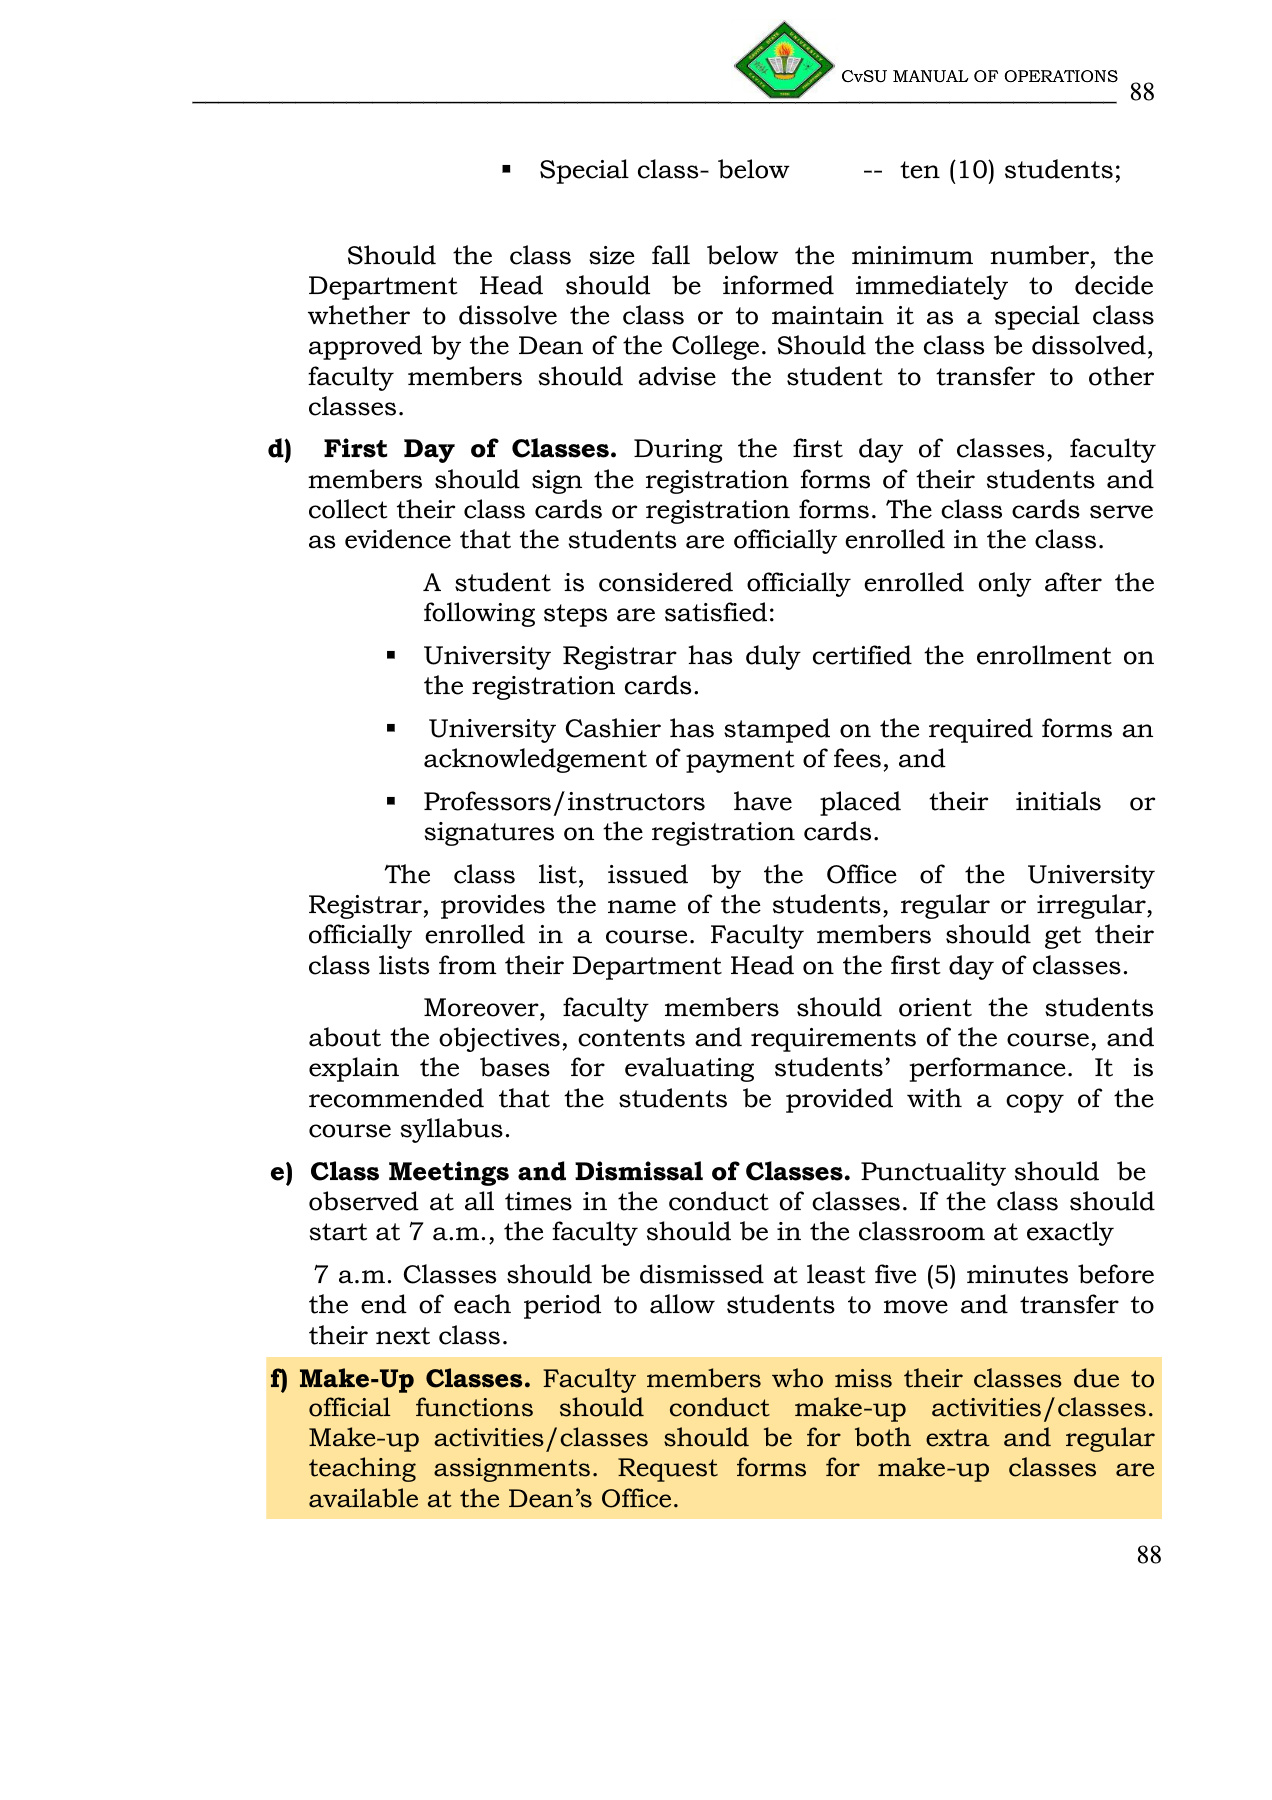 CvSU MANUAL OF OPERATIONS 88
▪ Special class- below -- ten (10) students;
Should the class size fall below the minimum number, the
Department Head should be informed immediately to decide
whether to dissolve the class or to maintain it as a special class
approved by the Dean of the College. Should the class be dissolved,
faculty members should advise the student to transfer to other
classes.
d) First Day of Classes. During the first day of classes, faculty
members should sign the registration forms of their students and
collect their class cards or registration forms. The class cards serve
as evidence that the students are officially enrolled in the class.
A student is considered officially enrolled only after the
following steps are satisfied:
▪ University Registrar has duly certified the enrollment on
the registration cards.
▪ University Cashier has stamped on the required forms an
acknowledgement of payment of fees, and
▪ Professors/instructors have placed their initials or
signatures on the registration cards.
The class list, issued by the Office of the University
Registrar, provides the name of the students, regular or irregular,
officially enrolled in a course. Faculty members should get their
class lists from their Department Head on the first day of classes.
Moreover, faculty members should orient the students
about the objectives, contents and requirements of the course, and
explain the bases for evaluating students’ performance. It is
recommended that the students be provided with a copy of the
course syllabus.
e) Class Meetings and Dismissal of Classes. Punctuality should be
observed at all times in the conduct of classes. If the class should
start at 7 a.m., the faculty should be in the classroom at exactly
7 a.m. Classes should be dismissed at least five (5) minutes before
the end of each period to allow students to move and transfer to
their next class.
f) Make-Up Classes. Faculty members who miss their classes due to
official functions should conduct make-up activities/classes.
Make-up activities/classes should be for both extra and regular
teaching assignments. Request forms for make-up classes are
available at the Dean’s Office.
88